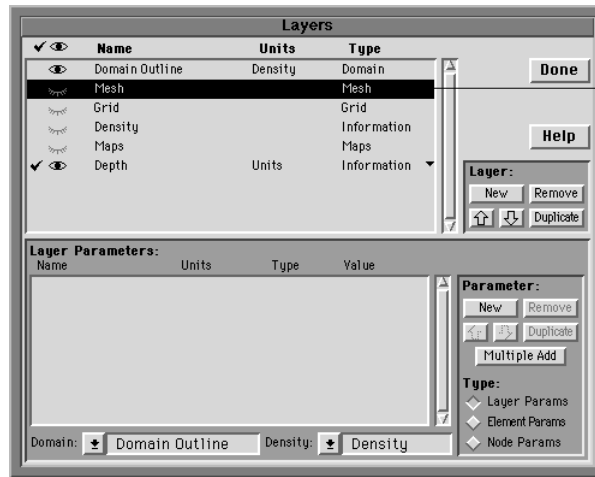 Layers
Name Units Type
Domain Outline Density Domain
Mesh Mesh
Grid Grid
Density Information
Maps Maps
Depth Units Information
Done
Help
Layer:
New Remove
Duplicate
Layer Parameters:
Name Units Type Value
Parameter:
New Remove
Duplicate
Multiple Add
Type:
Layer Params
Element Params
Node Params
Domain: Domain Outline Density: Density